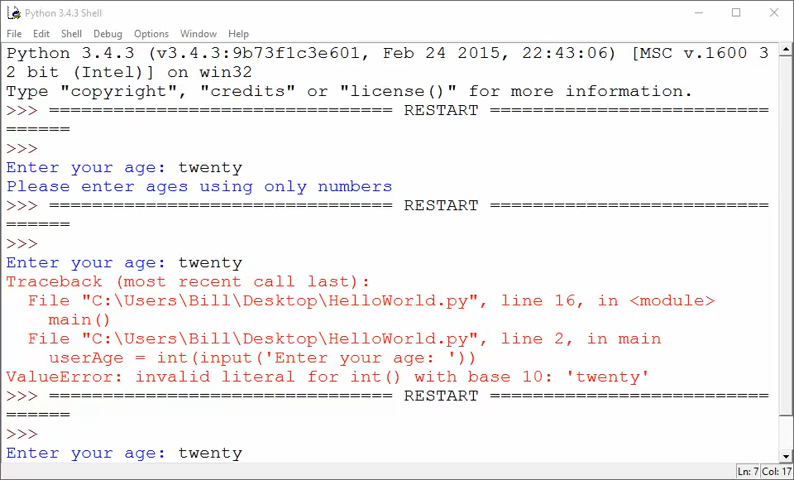 Python 3.4.3 Shell
File Edit Shell Debug Options Window Help
Python 3.4.3 (v3.4.3:9b73f1c3e601, Feb 24 2015, 22:43:06) [MSC v.1600 3
2 bit (Intel)] on win32
Type "copyright", "credits" or "license()" for more information.
>>> ================================ RESTART ==========================
======
>>>
Enter your age: twenty
Please enter ages using only numbers
>>> ================================ RESTART ==========================
======
>>>
Enter your age: twenty
Traceback (most recent call last):
  File "C:\Users\Bill\Desktop\HelloWorld.py", line 16, in <module>
    main()
  File "C:\Users\Bill\Desktop\HelloWorld.py", line 2, in main
    userAge = int(input('Enter your age: '))
ValueError: invalid literal for int() with base 10: 'twenty'
>>> ================================ RESTART ==========================
======
>>>
Enter your age: twenty
Ln: 7 Col: 17